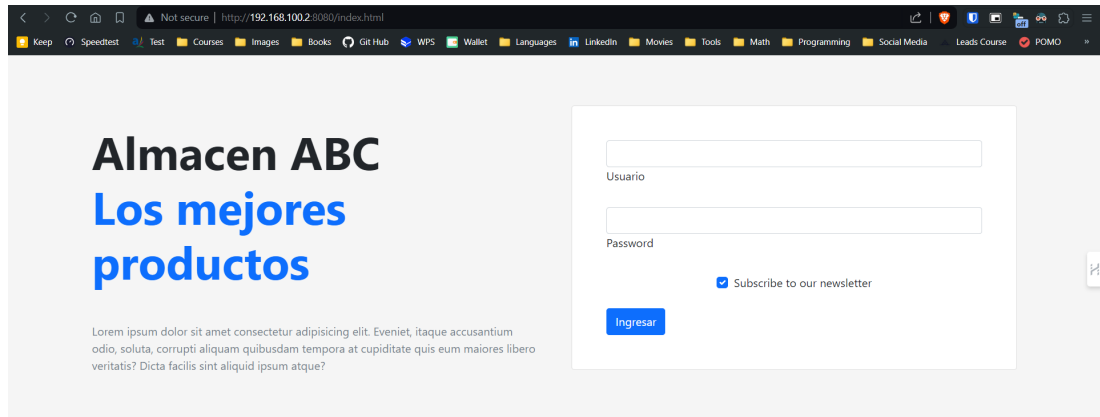 Not secure | http://192.168.100.2:8080/index.html
off
Keep Speedtest Test Courses Images Books Git Hub WPS Wallet Languages LinkedIn Movies Tools Math Programming Social Media Leads Course POMO »
Almacen ABC
Los mejores
productos
Lorem ipsum dolor sit amet consectetur adipisicing elit. Eveniet, itaque accusantium
odio, soluta, corrupti aliquam quibusdam tempora at cupiditate quis eum maiores libero
veritatis? Dicta facilis sint aliquid ipsum atque?
Usuario
Password
Subscribe to our newsletter
Ingresar